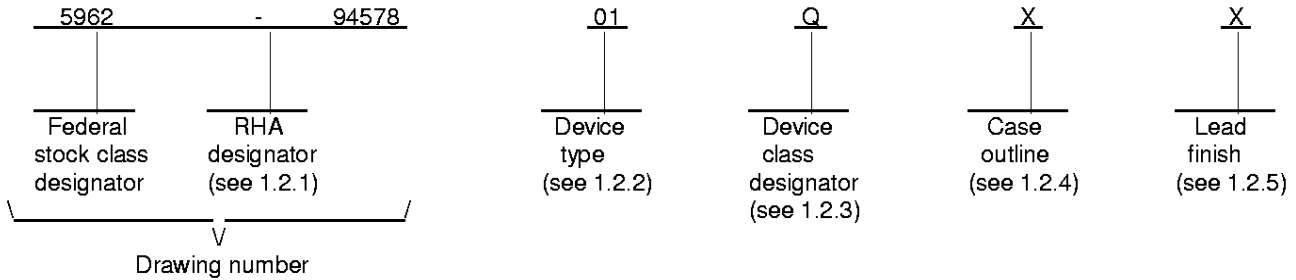 5962 - 94578 01 Q X X
Federal stock class designator
RHA designator (see 1.2.1)
Device type (see 1.2.2)
Device class designator (see 1.2.3)
Case outline (see 1.2.4)
Lead finish (see 1.2.5)
\ /
\/
Drawing number